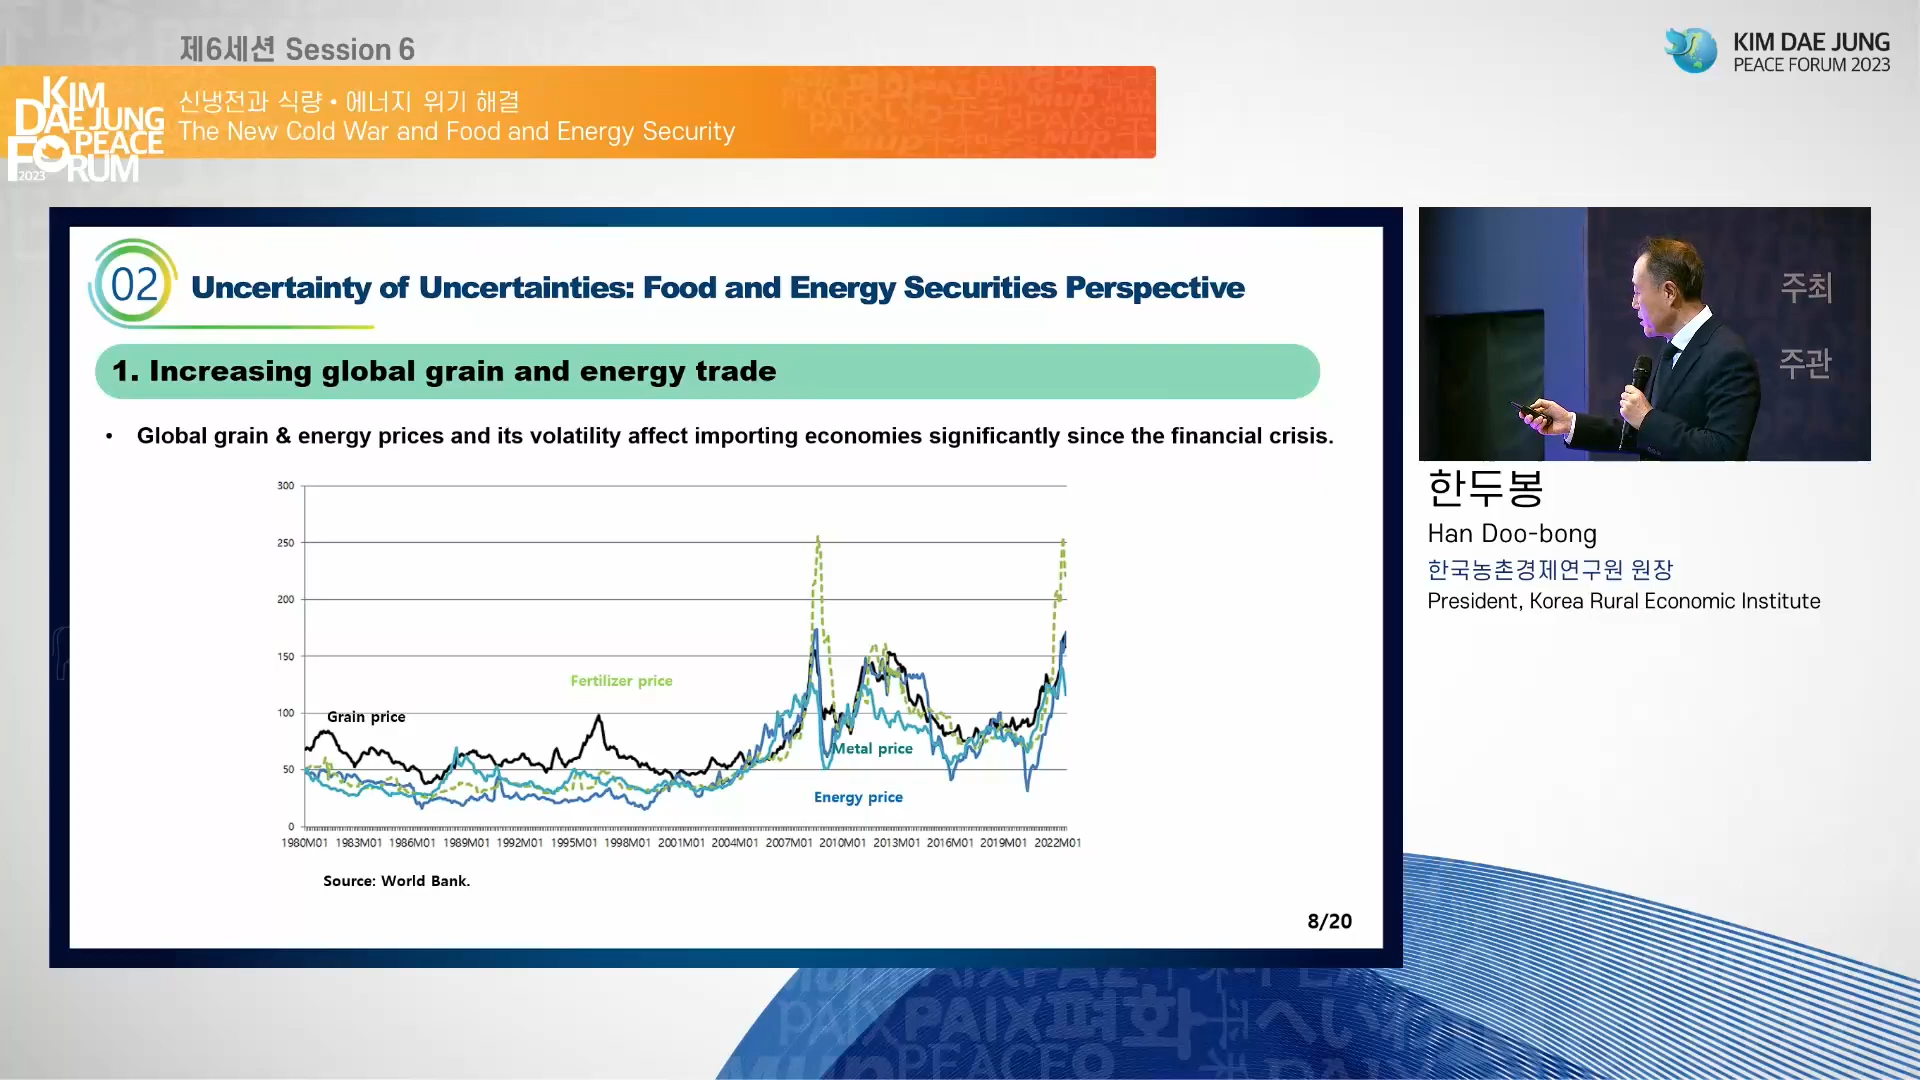 제6세션 Session 6
KIM DAE JUNG
PEACE FORUM 2023
KIM
DAE JUNG
PEACE
FORUM
2023
신냉전과 식량 • 에너지 위기 해결
The New Cold War and Food and Energy Security
02
Uncertainty of Uncertainties: Food and Energy Securities Perspective
1. Increasing global grain and energy trade
• Global grain & energy prices and its volatility affect importing economies significantly since the financial crisis.
300
250
200
150
100
50
0
Fertilizer price
Grain price
Metal price
Energy price
1980M01 1983M01 1986M01 1989M01 1992M01 1995M01 1998M01 2001M01 2004M01 2007M01 2010M01 2013M01 2016M01 2019M01 2022M01
Source: World Bank.
8/20
주최
주관
한두봉
Han Doo-bong
한국농촌경제연구원 원장
President, Korea Rural Economic Institute
PAIX PAIX 평화
PEACE